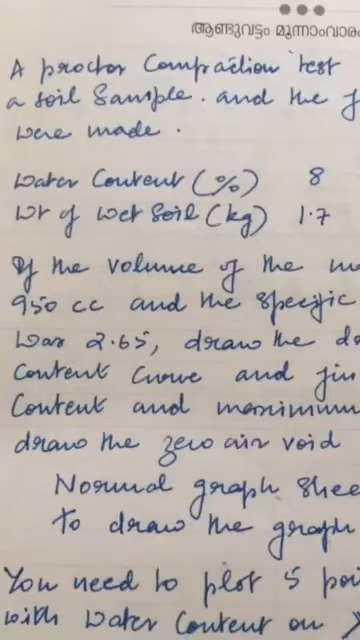 ആണ്ടുവട്ടം മൂന്നാംവാരം
A proctor Compaction test
a soil Sample. and the f
were made.
Water Content (%) 8
Wt of Wet Soil (kg) 1.7
If the volume of the mo
950 cc and the specific
was 2.65, draw the d
Content Curve and fin
Content and maximum
draw the zero air void
Normal graph Shee
to draw the graph
You need to plot 5 poi
with Water Content on X